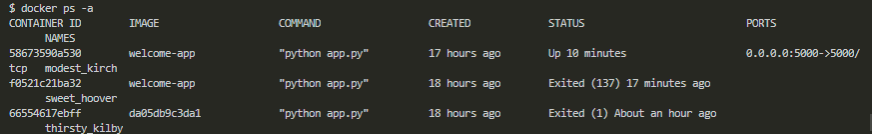 $ docker ps -a
CONTAINER ID IMAGE COMMAND CREATED STATUS PORTS
NAMES
58673590a530 welcome-app "python app.py" 17 hours ago Up 10 minutes 0.0.0.0:5000->5000/
tcp modest_kirch
f0521c21ba32 welcome-app "python app.py" 18 hours ago Exited (137) 17 minutes ago
sweet_hoover
66554617ebff da05db9c3da1 "python app.py" 18 hours ago Exited (1) About an hour ago
thirsty_kilby